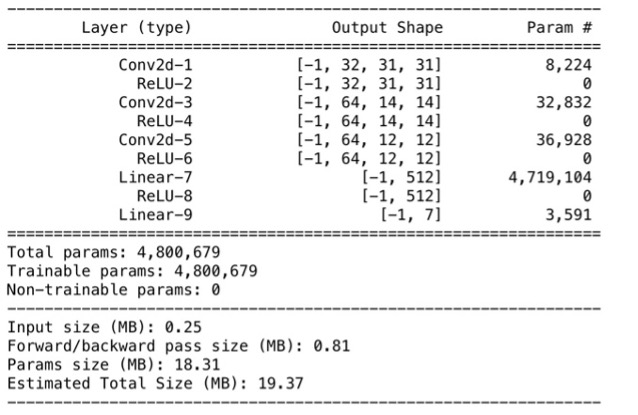 ----------------------------------------------------------------
        Layer (type)               Output Shape         Param #
================================================================
            Conv2d-1           [-1, 32, 31, 31]           8,224
              ReLU-2           [-1, 32, 31, 31]               0
            Conv2d-3           [-1, 64, 14, 14]          32,832
              ReLU-4           [-1, 64, 14, 14]               0
            Conv2d-5           [-1, 64, 12, 12]          36,928
              ReLU-6           [-1, 64, 12, 12]               0
            Linear-7                  [-1, 512]       4,719,104
              ReLU-8                  [-1, 512]               0
            Linear-9                    [-1, 7]           3,591
================================================================
Total params: 4,800,679
Trainable params: 4,800,679
Non-trainable params: 0
----------------------------------------------------------------
Input size (MB): 0.25
Forward/backward pass size (MB): 0.81
Params size (MB): 18.31
Estimated Total Size (MB): 19.37
----------------------------------------------------------------